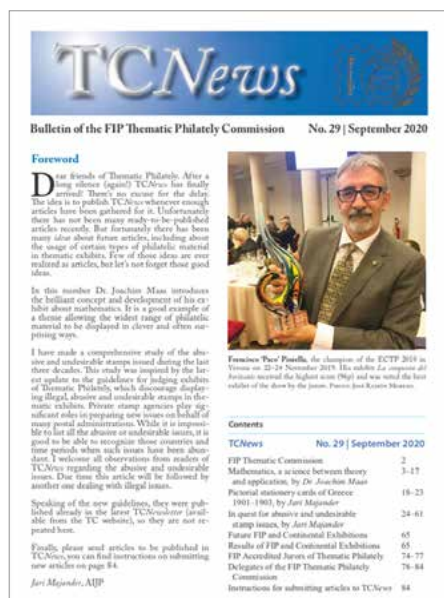 TCNews
Bulletin of the FIP Thematic Philately Commission No. 29 | September 2020
Foreword
Dear friends of Thematic Philately. After a
long silence (again!) TCNews has finally
arrived! There's no excuse for the delay.
The idea is to publish TCNews whenever enough
articles have been gathered for it. Unfortunately
there has not been many ready-to-be-published
articles recently. But fortunately there has been
many ideas about future articles, including about
the usage of certain types of philatelic material
in thematic exhibits. Few of those ideas are ever
realized as articles, but let's not forget those good
ideas.
In this number Dr. Joachim Maas introduces
the brilliant concept and development of his ex-
hibit about mathematics. It is a good example of
a theme allowing the widest range of philatelic
material to be displayed in clever and often sur-
prising ways.
I have made a comprehensive study of the abu-
sive and undesirable stamps issued during the last
three decades. This study was inspired by the lat-
est update to the guidelines for judging exhibits
of Thematic Philately, which discourage display-
ing illegal, abusive and undesirable stamps in the-
matic exhibits. Private stamp agencies play sig-
nificant roles in preparing new issues on behalf of
many postal administrations. While it is impossi-
ble to list all the abusive or undesirable issues, it is
good to be able to recognize those countries and
time periods when such issues have been abun-
dant. I welcome all observations from readers of
TCNews regarding the abusive and undesirable
issues. Due time this article will be followed by
another one dealing with illegal issues.
Speaking of the new guidelines, they were pub-
lished already in the latest TCNewsletter (avail-
able from the TC website), so they are not re-
peated here.
Finally, please send articles to be published in
TCNews, you can find instructions on submitting
new articles on page 84.
Jari Majander, AIJP
Francisco 'Paco' Piniella, the champion of the ECTP 2019 in
Verona on 22–24 November 2019. His exhibit La conquista del
received the highest score (96p) and was voted the best
exhibit of the show by the jurors.
Contents
TCNews No. 29 | September 2020
FIP Thematic Commission 2
Mathematics, a science between theory
and application, by Dr. Joachim Maas 3–17
Pictorial stationery cards of Greece
1901–1903, by Jari Majander 18–23
In quest for abusive and undesirable
stamp issues, by Jari Majander 24–61
Future FIP and Continental Exhibitions 65
Results of FIP and Continental Exhibitions 65
FIP Accredited Jurors of Thematic Philately 74–77
Delegates of the FIP Thematic Philately
Commission 78–84
Instructions for submitting articles to TCNews 84